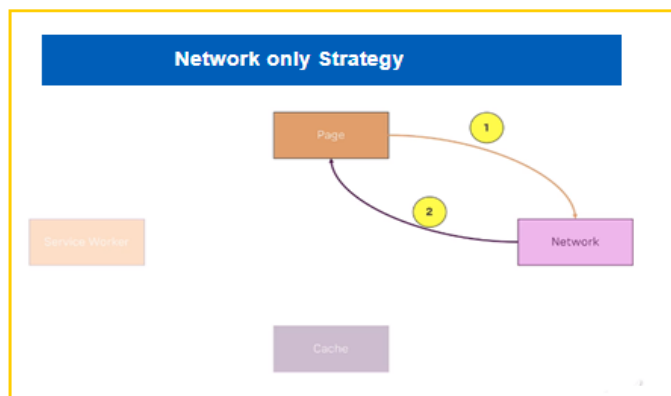 Network only Strategy
Page
1
2
Service Worker
Network
Cache